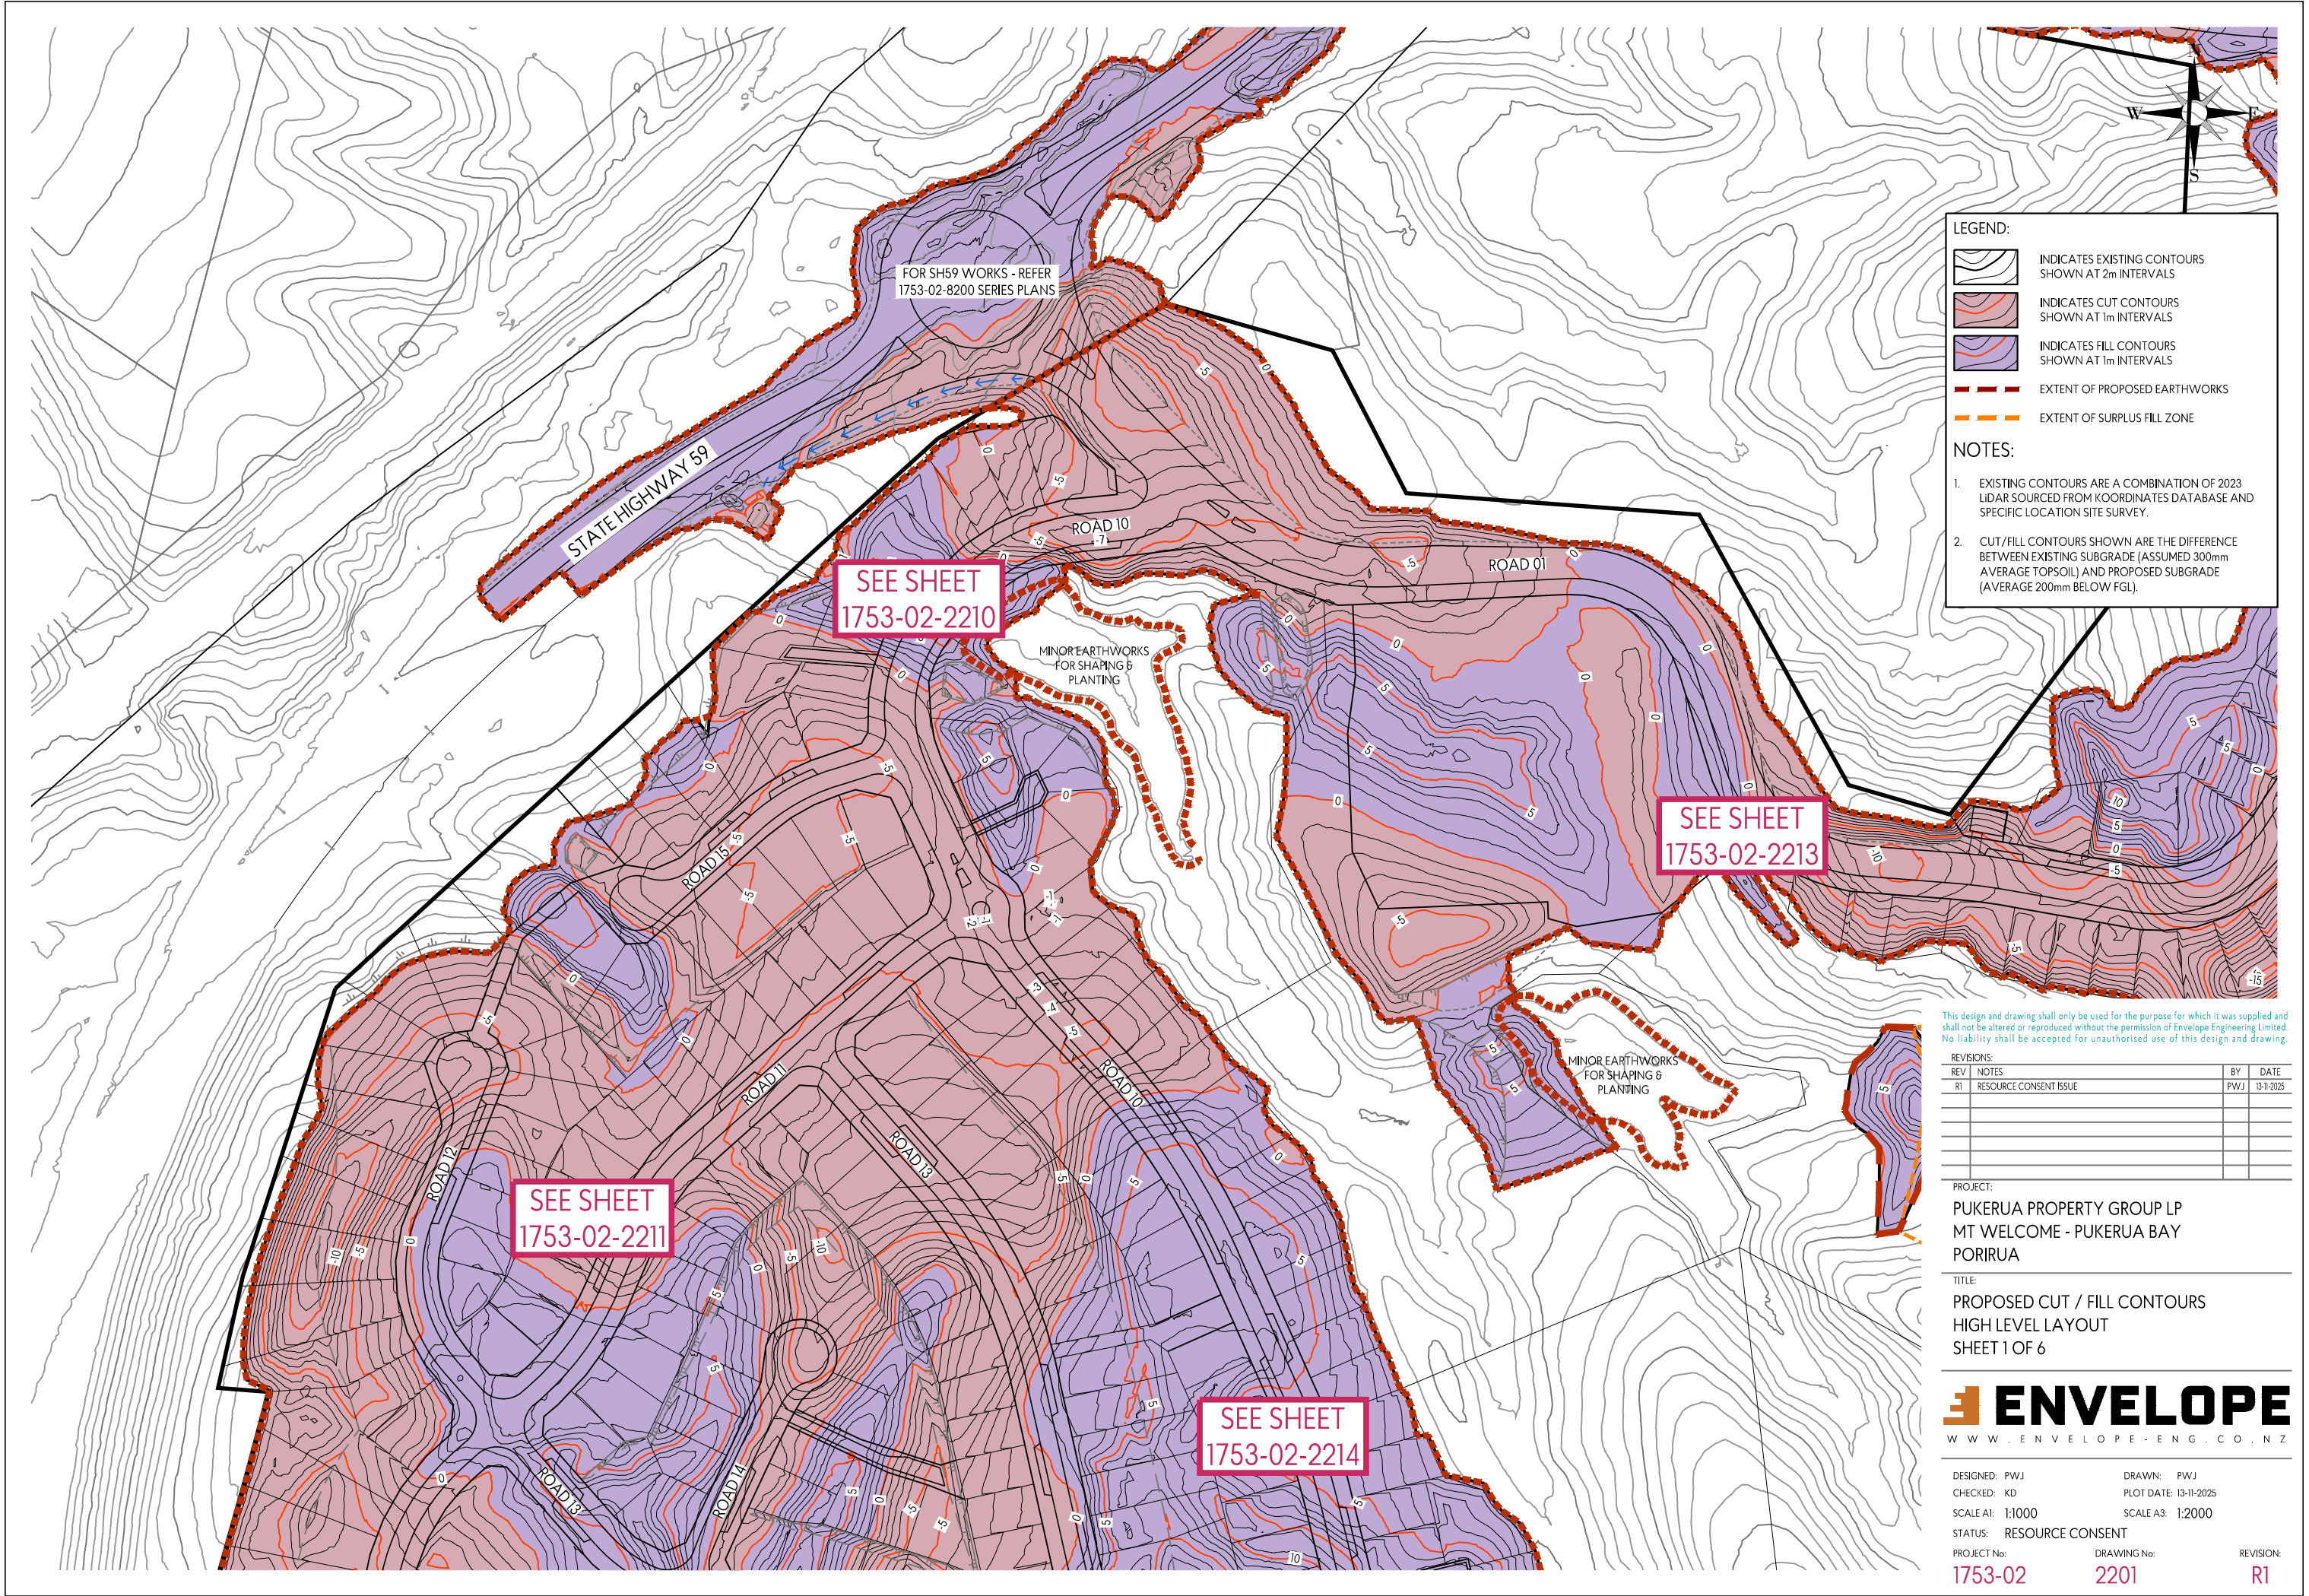 N
W
E
S
FOR SH59 WORKS - REFER
1753-02-8200 SERIES PLANS
STATE HIGHWAY 59
ROAD 10
ROAD 01
SEE SHEET
1753-02-2210
MINOR EARTHWORKS
FOR SHAPING &
PLANTING
ROAD 15
SEE SHEET
1753-02-2213
ROAD 11
ROAD 10
ROAD 12
ROAD 13
MINOR EARTHWORKS
FOR SHAPING &
PLANTING
SEE SHEET
1753-02-2211
SEE SHEET
1753-02-2214
ROAD 13
ROAD 14
LEGEND:
INDICATES EXISTING CONTOURS
SHOWN AT 2m INTERVALS
INDICATES CUT CONTOURS
SHOWN AT 1m INTERVALS
INDICATES FILL CONTOURS
SHOWN AT 1m INTERVALS
EXTENT OF PROPOSED EARTHWORKS
EXTENT OF SURPLUS FILL ZONE
NOTES:
1. EXISTING CONTOURS ARE A COMBINATION OF 2023
LiDAR SOURCED FROM KOORDINATES DATABASE AND
SPECIFIC LOCATION SITE SURVEY.
2. CUT/FILL CONTOURS SHOWN ARE THE DIFFERENCE
BETWEEN EXISTING SUBGRADE (ASSUMED 300mm
AVERAGE TOPSOIL) AND PROPOSED SUBGRADE
(AVERAGE 200mm BELOW FGL).
This design and drawing shall only be used for the purpose for which it was supplied and
shall not be altered or reproduced without the permission of Envelope Engineering Limited.
No liability shall be accepted for unauthorised use of this design and drawing.
REVISIONS:
REV NOTES BY DATE
R1 RESOURCE CONSENT ISSUE PWJ 13-11-2025
PROJECT:
PUKERUA PROPERTY GROUP LP
MT WELCOME - PUKERUA BAY
PORIRUA
TITLE:
PROPOSED CUT / FILL CONTOURS
HIGH LEVEL LAYOUT
SHEET 1 OF 6
ENVELOPE
WWW.ENVELOPE-ENG.CO.NZ
DESIGNED: PWJ DRAWN: PWJ
CHECKED: KD PLOT DATE: 13-11-2025
SCALE A1: 1:1000 SCALE A3: 1:2000
STATUS: RESOURCE CONSENT
PROJECT No: DRAWING No: REVISION:
1753-02 2201 R1